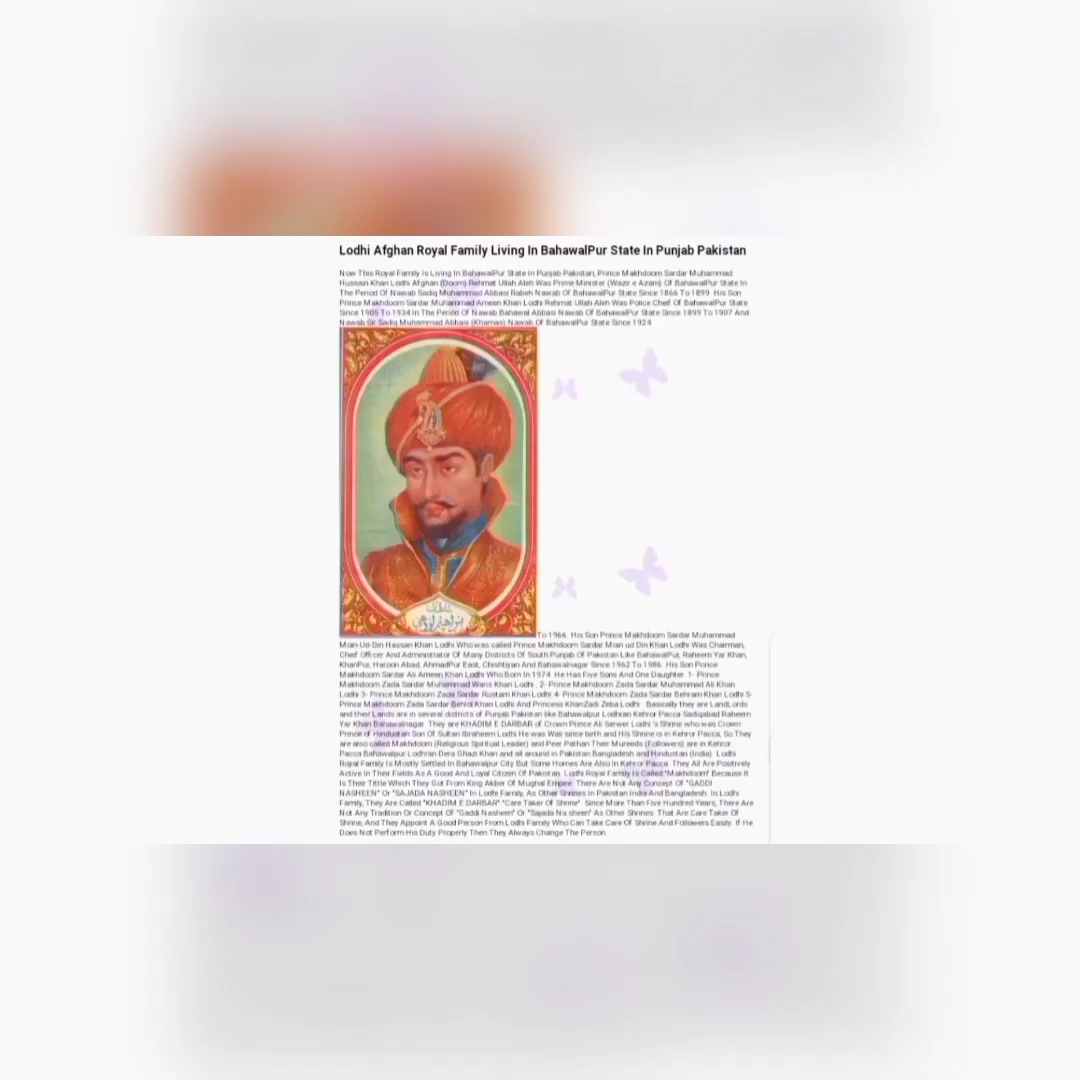 Lodhi Afghan Royal Family Living In BahawalPur State In Punjab Pakistan
Now This Royal Family Is Living In BahawalPur State In Punjab Pakistan, Prince Makhdoom Sardar Muhammad
Hussain Khan Lodhi Afghan (Doom) Rehmat Ullah Aleh Was Prime Minister (Wazir e Azam) Of BahawalPur State In
The Period Of Nawab Sadiq Muhammad Abbasi Rabeh Nawab Of BahawalPur State Since 1866 To 1899. His Son
Prince Makhdoom Sardar Muhammad Ameen Khan Lodhi Rehmat Ullah Aleh Was Police Cheif Of BahawalPur State
Since 1905 To 1934 In The Period Of Nawab Bahawal Abbasi Nawab Of BahawalPur State Since 1899 To 1907 And
Nawab Sir Sadiq Muhammad Abbasi (Khamas) Nawab Of BahawalPur State Since 1924
سلطان
ابراہیم لودھی
To 1966. His Son Prince Makhdoom Sardar Muhammad
Moin-Ud-Din Hassan Khan Lodhi Who was called Prince Makhdoom Sardar Moin ud Din Khan Lodhi Was Chairman,
Cheif Officer And Administrator Of Many Districts Of South Punjab Of Pakistan Like BahawalPur, Raheem Yar Khan,
KhanPur, Haroon Abad, AhmadPur East, Chishtiyan And Bahawalnagar Since 1962 To 1986. His Son Prince
Makhdoom Sardar Ali Ameen Khan Lodhi Who Born In 1974. He Has Five Sons And One Daughter. 1- Prince
Makhdoom Zada Sardar Muhammad Waris Khan Lodhi , 2- Prince Makhdoom Zada Sardar Muhammad Ali Khan
Lodhi 3- Prince Makhdoom Zada Sardar Rustam Khan Lodhi 4- Prince Makhdoom Zada Sardar Behram Khan Lodhi 5-
Prince Makhdoom Zada Sardar Behlol Khan Lodhi And Princess KhanZadi Zeba Lodhi . Basically they are LandLords
and their Lands are in several districts of Punjab Pakistan like Bahawalpur Lodhran Kehror Pacca Sadiqabad Raheem
Yar Khan Bahawalnagar. They are KHADIM E DARBAR of Crown Prince Ali Serwer Lodhi 's Shrine who was Crown
Prince of Hindustan Son Of Sultan Ibraheem Lodhi He was Wali since birth and His Shrine is in Kehror Pacca, So They
are also called Makhdoom (Religious Spiritual Leader) and Peer Pathan Their Mureeds (Followers) are in Kehror
Pacca Bahawalpur Lodhran Dera Ghazi Khan and all around in Pakistan Bangladesh and Hindustan (India). Lodhi
Royal Family Is Mostly Settled In Bahawalpur City But Some Homes Are Also in Kehror Pacca. They All Are Positively
Active in Their Fields As A Good And Loyal Citizen Of Pakistan. Lodhi Royal Family Is Called "Makhdoom" Because It
Is Their Tittle Which They Got From King Akber Of Mughal Empire. There Are Not Any Concept Of "GADDI
NASHEEN" Or "SAJADA NASHEEN" In Lodhi Family, As Other Shrines In Pakistan India And Bangladesh. In Lodhi
Family, They Are Called "KHADIM E DARBAR" "Care Taker Of Shrine". Since More Than Five Hundred Years, There Are
Not Any Tradition Or Concept Of "Gaddi Nasheen" Or "Sajada Na sheen" As Other Shrines. That Are Care Taker Of
Shrine, And They Appoint A Good Person From Lodhi Family Who Can Take Care Of Shrine And Followers Easily. If He
Does Not Perform His Duty Properly Then They Always Change The Person.